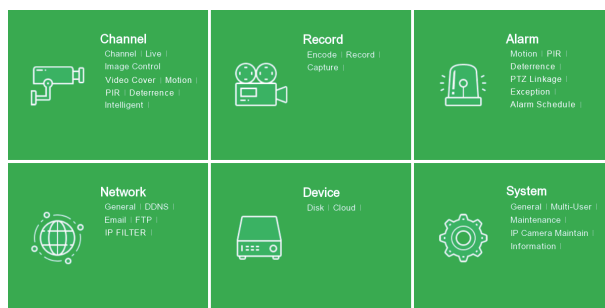 Channel
Channel | Live |
Image Control
Video Cover | Motion |
PIR | Deterrence |
Intelligent |
Record
Encode | Record |
Capture |
Alarm
Motion | PIR |
Deterrence |
PTZ Linkage |
Exception |
Alarm Schedule |
Network
General | DDNS |
Email | FTP |
IP FILTER |
Device
Disk | Cloud |
System
General | Multi-User |
Maintenance |
IP Camera Maintain |
Information |